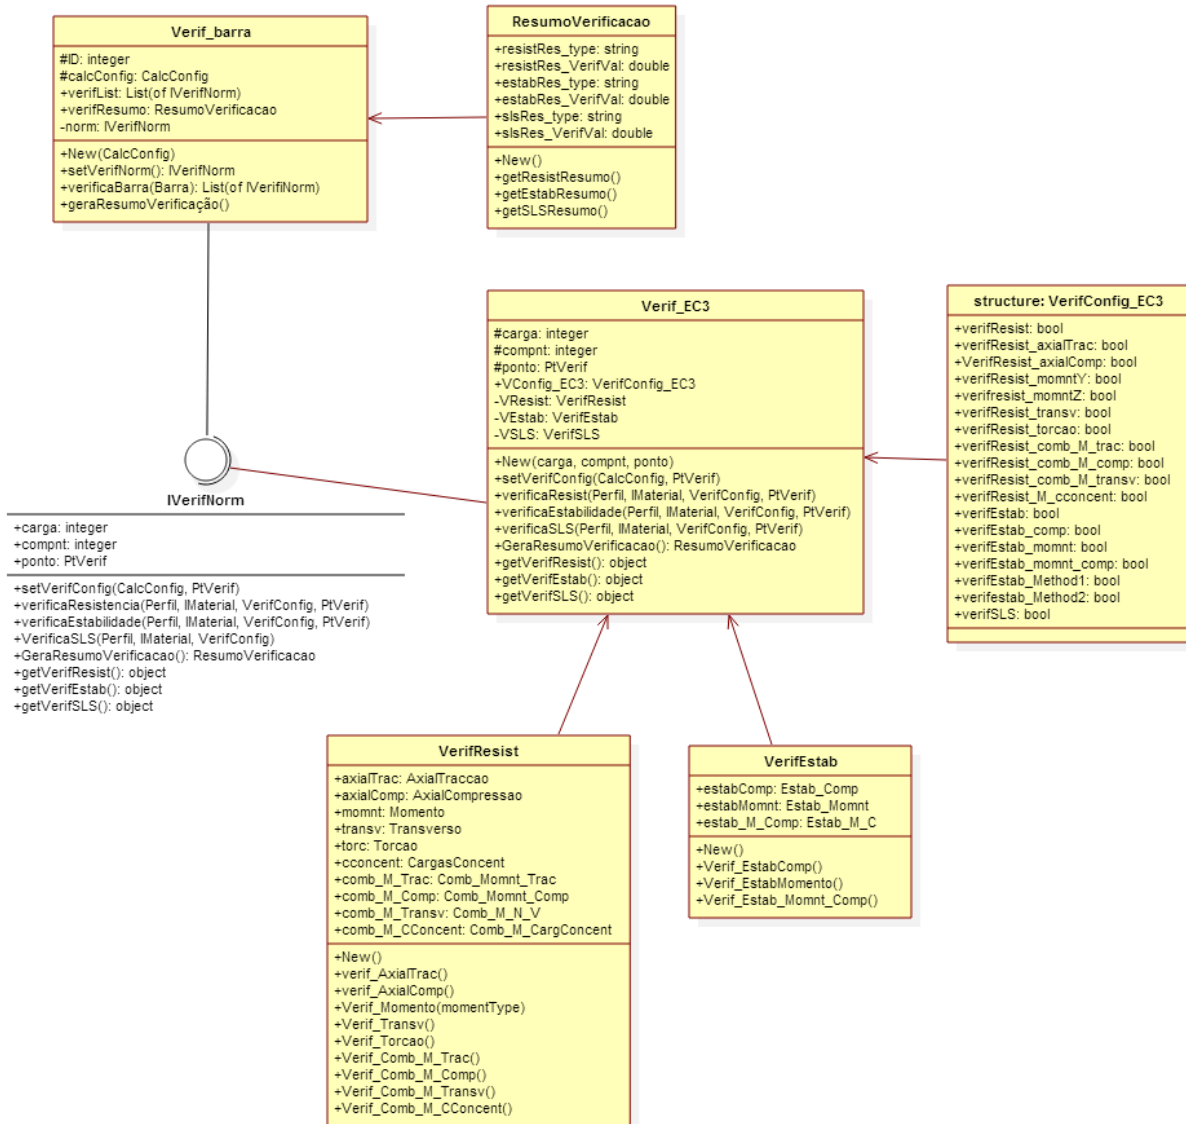 Verif_barra
#ID: integer
#calcConfig: CalcConfig
+verifList: List(of IVerifNorm)
+verifResumo: ResumoVerificacao
-norm: IVerifNorm
+New(CalcConfig)
+setVerifNorm(): IVerifNorm
+verificaBarra(Barra): List(of IVerifiNorm)
+geraResumoVerificação()
ResumoVerificacao
+resistRes_type: string
+resistRes_VerifVal: double
+estabRes_type: string
+estabRes_VerifVal: double
+slsRes_type: string
+slsRes_VerifVal: double
+New()
+getResistResumo()
+getEstabResumo()
+getSLSResumo()
Verif_EC3
#carga: integer
#compnt: integer
#ponto: PtVerif
+VConfig_EC3: VerifConfig_EC3
-VResist: VerifResist
-VEstab: VerifEstab
-VSLS: VerifSLS
+New(carga, compnt, ponto)
+setVerifConfig(CalcConfig, PtVerif)
+verificaResist(Perfil, IMaterial, VerifConfig, PtVerif)
+verificaEstabilidade(Perfil, IMaterial, VerifConfig, PtVerif)
+verificaSLS(Perfil, IMaterial, VerifConfig, PtVerif)
+GeraResumoVerificacao(): ResumoVerificacao
+getVerifResist(): object
+getVerifEstab(): object
+getVerifSLS(): object
structure: VerifConfig_EC3
+verifResist: bool
+verifResist_axialTrac: bool
+VerifResist_axialComp: bool
+verifResist_momntY: bool
+verifresist_momntZ: bool
+verifResist_transv: bool
+verifResist_torcao: bool
+verifResist_comb_M_trac: bool
+verifResist_comb_M_comp: bool
+verifResist_comb_M_transv: bool
+verifResist_M_cconcent: bool
+verifEstab: bool
+verifEstab_comp: bool
+verifEstab_momnt: bool
+verifEstab_momnt_comp: bool
+verifEstab_Method1: bool
+verifestab_Method2: bool
+verifSLS: bool
IVerifNorm
+carga: integer
+compnt: integer
+ponto: PtVerif
+setVerifConfig(CalcConfig, PtVerif)
+verificaResistencia(Perfil, IMaterial, VerifConfig, PtVerif)
+verificaEstabilidade(Perfil, IMaterial, VerifConfig, PtVerif)
+VerificaSLS(Perfil, IMaterial, VerifConfig)
+GeraResumoVerificacao(): ResumoVerificacao
+getVerifResist(): object
+getVerifEstab(): object
+getVerifSLS(): object
VerifResist
+axialTrac: AxialTraccao
+axialComp: AxialCompressao
+momnt: Momento
+transv: Transverso
+torc: Torcao
+cconcent: CargasConcent
+comb_M_Trac: Comb_Momnt_Trac
+comb_M_Comp: Comb_Momnt_Comp
+comb_M_Transv: Comb_M_N_V
+comb_M_CConcent: Comb_M_CargConcent
+New()
+verif_AxialTrac()
+verif_AxialComp()
+Verif_Momento(momentType)
+Verif_Transv()
+Verif_Torcao()
+Verif_Comb_M_Trac()
+Verif_Comb_M_Comp()
+Verif_Comb_M_Transv()
+Verif_Comb_M_CConcent()
VerifEstab
+estabComp: Estab_Comp
+estabMomnt: Estab_Momnt
+estab_M_Comp: Estab_M_C
+New()
+Verif_EstabComp()
+Verif_EstabMomento()
+Verif_Estab_Momnt_Comp()